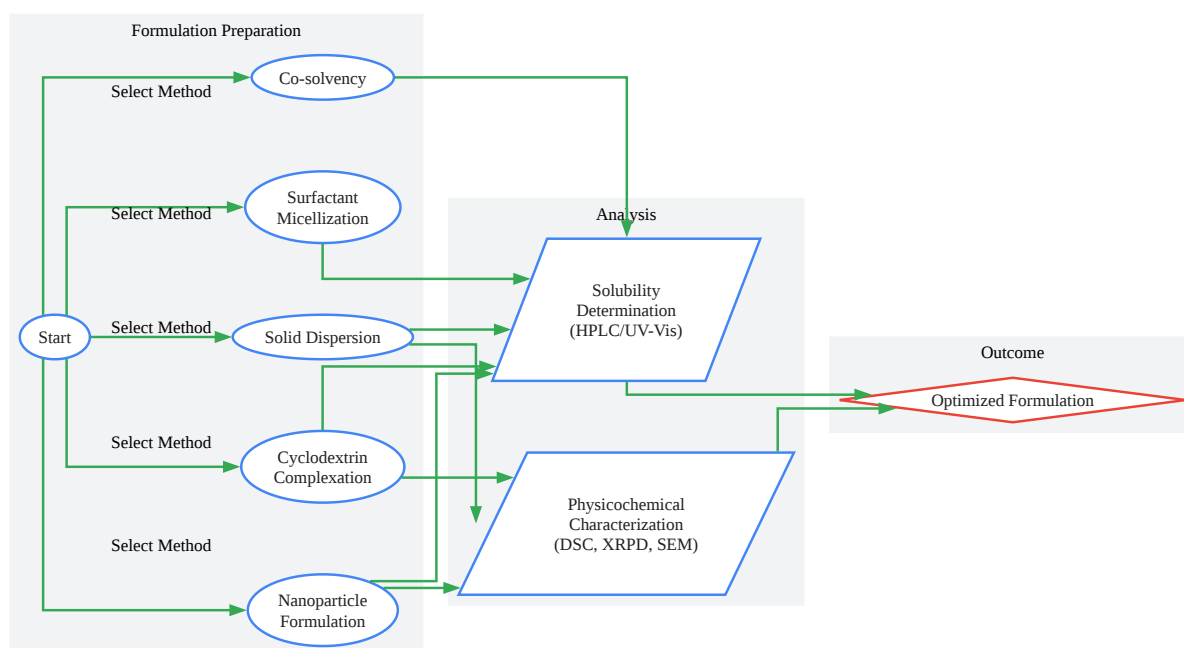 Formulation Preparation
Co-solvency
Select Method
Surfactant
Micellization
Select Method
Analysis
Solubility
Determination
(HPLC/UV-Vis)
Select Method
Start
Solid Dispersion
Outcome
Optimized Formulation
Select Method
Cyclodextrin
Complexation
Physicochemical
Characterization
(DSC, XRPD, SEM)
Select Method
Nanoparticle
Formulation